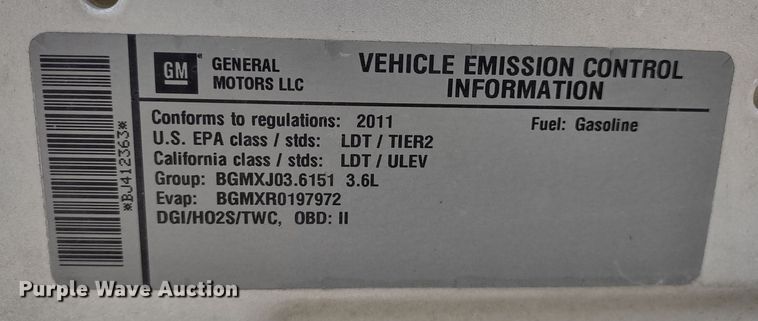 *BJ412363*
GM
GENERAL
MOTORS LLC
VEHICLE EMISSION CONTROL
INFORMATION
Conforms to regulations: 2011
Fuel: Gasoline
U.S. EPA class / stds: LDT / TIER2
California class / stds: LDT / ULEV
Group: BGMXJ03.6151 3.6L
Evap: BGMXR0197972
DGI/HO2S/TWC, OBD: II
Purple Wave Auction